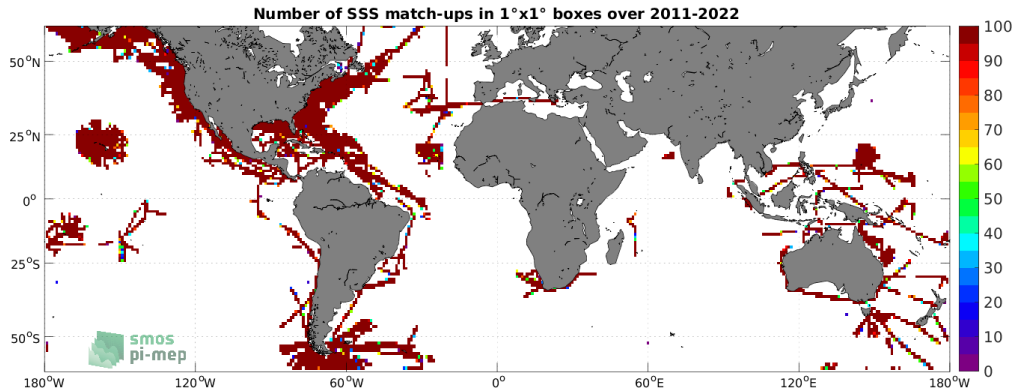 Number of SSS match-ups in 1°x1° boxes over 2011-2022
50°N
25°N
0°
25°S
50°S
180°W
120°W
60°W
0°
60°E
120°E
180°W
100
90
80
70
60
50
40
30
20
10
0
smos
pi-mep